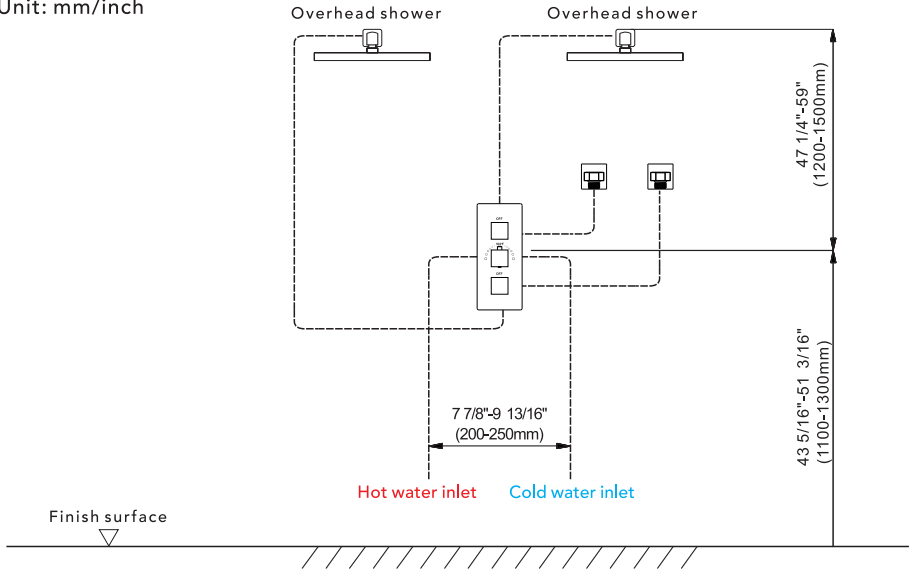 Unit: mm/inch
Overhead shower
Overhead shower
47 1/4"-59"
(1200-1500mm)
OFF
OFF
43 5/16"-51 3/16"
(1100-1300mm)
7 7/8"-9 13/16"
(200-250mm)
Hot water inlet
Cold water inlet
Finish surface